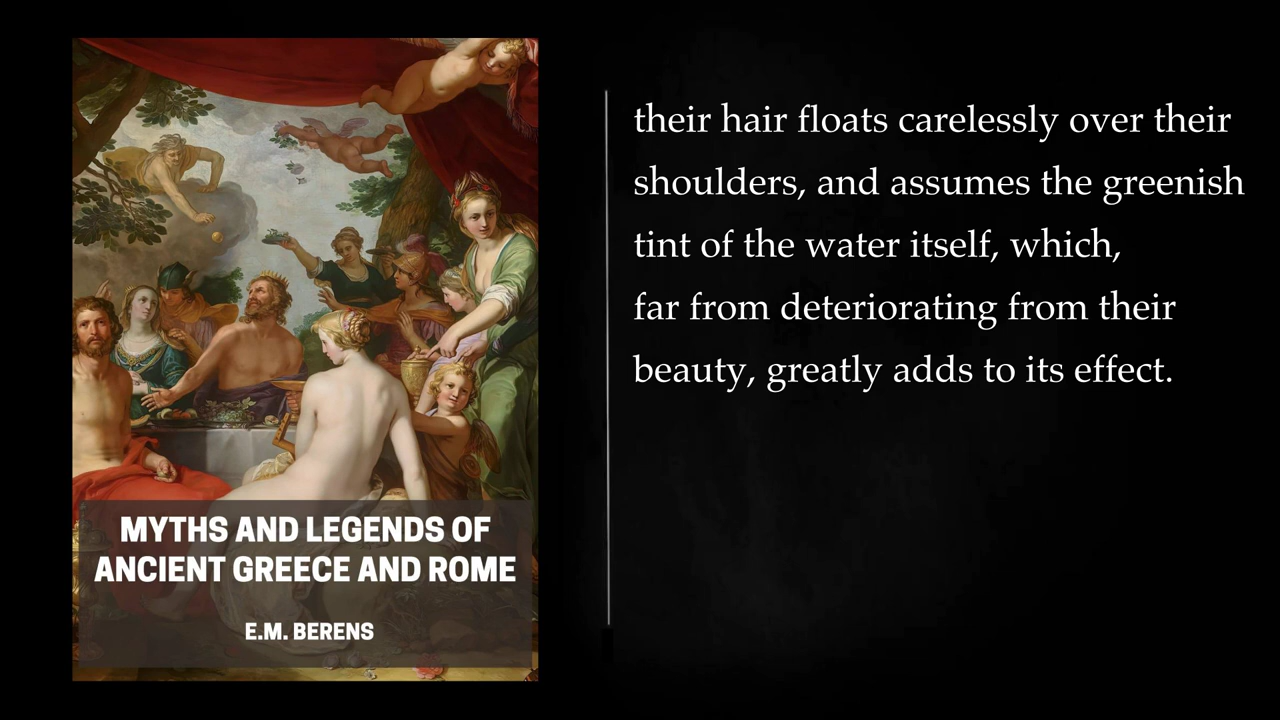 MYTHS AND LEGENDS OF
ANCIENT GREECE AND ROME
E.M. BERENS
their hair floats carelessly over their
shoulders, and assumes the greenish
tint of the water itself, which,
far from deteriorating from their
beauty, greatly adds to its effect.